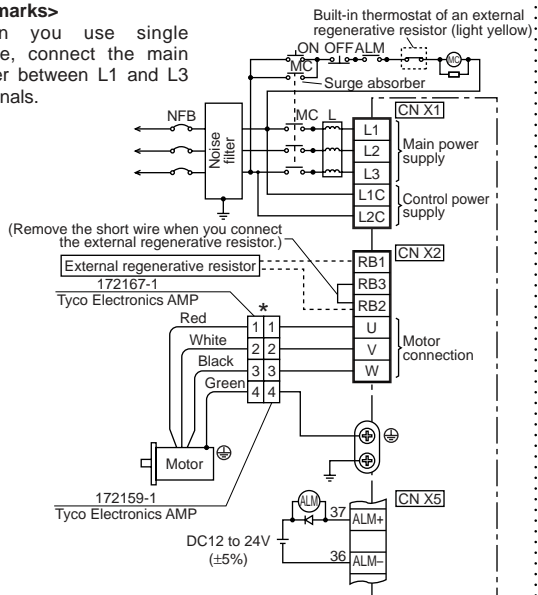 marks>
n you use single
e, connect the main
er between L1 and L3
nals.
Built-in thermostat of an external
regenerative resistor (light yellow)
ON OFF ALM
MC
MC
Surge absorber
NFB
Noise
filter
MC L
CN X1
L1
L2
L3
L1C
L2C
Main power
supply
Control power
supply
(Remove the short wire when you connect
the external regenerative resistor.)
External regenerative resistor
CN X2
RB1
RB3
RB2
U
V
W
Motor
connection
172167-1
Tyco Electronics AMP
*
Red
White
Black
Green
1 1
2 2
3 3
4 4
Motor
172159-1
Tyco Electronics AMP
CN X5
ALM
37
ALM+
DC12 to 24V
(±5%)
36
ALM–